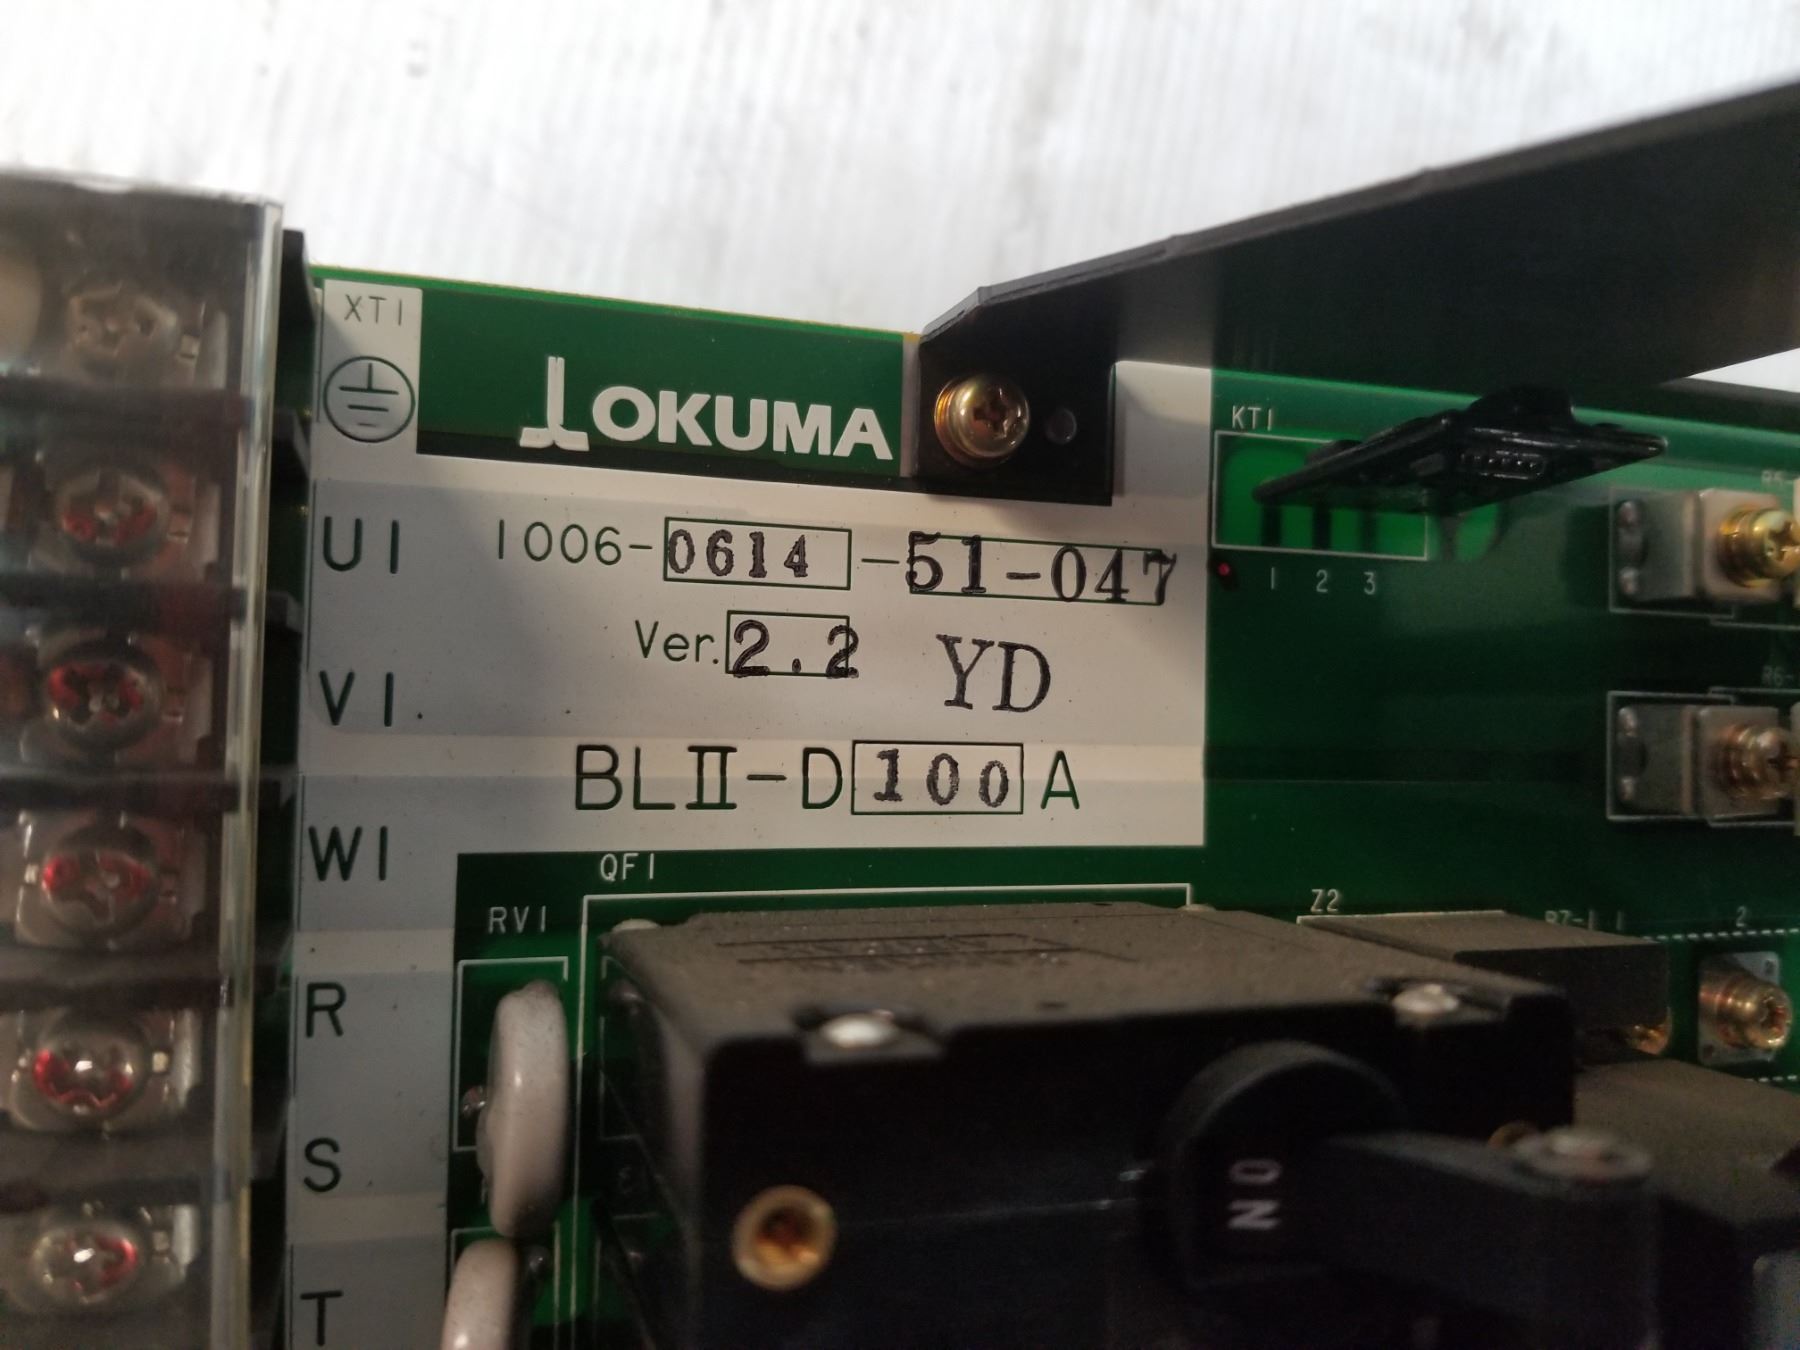 XT1
OKUMA
KT1
1 2 3
U1
1006-0614-51-047
Ver. 2.2 YD
V1
BLII-D100A
W1
QF1
RV1
Z2
2
R
S
T
ON